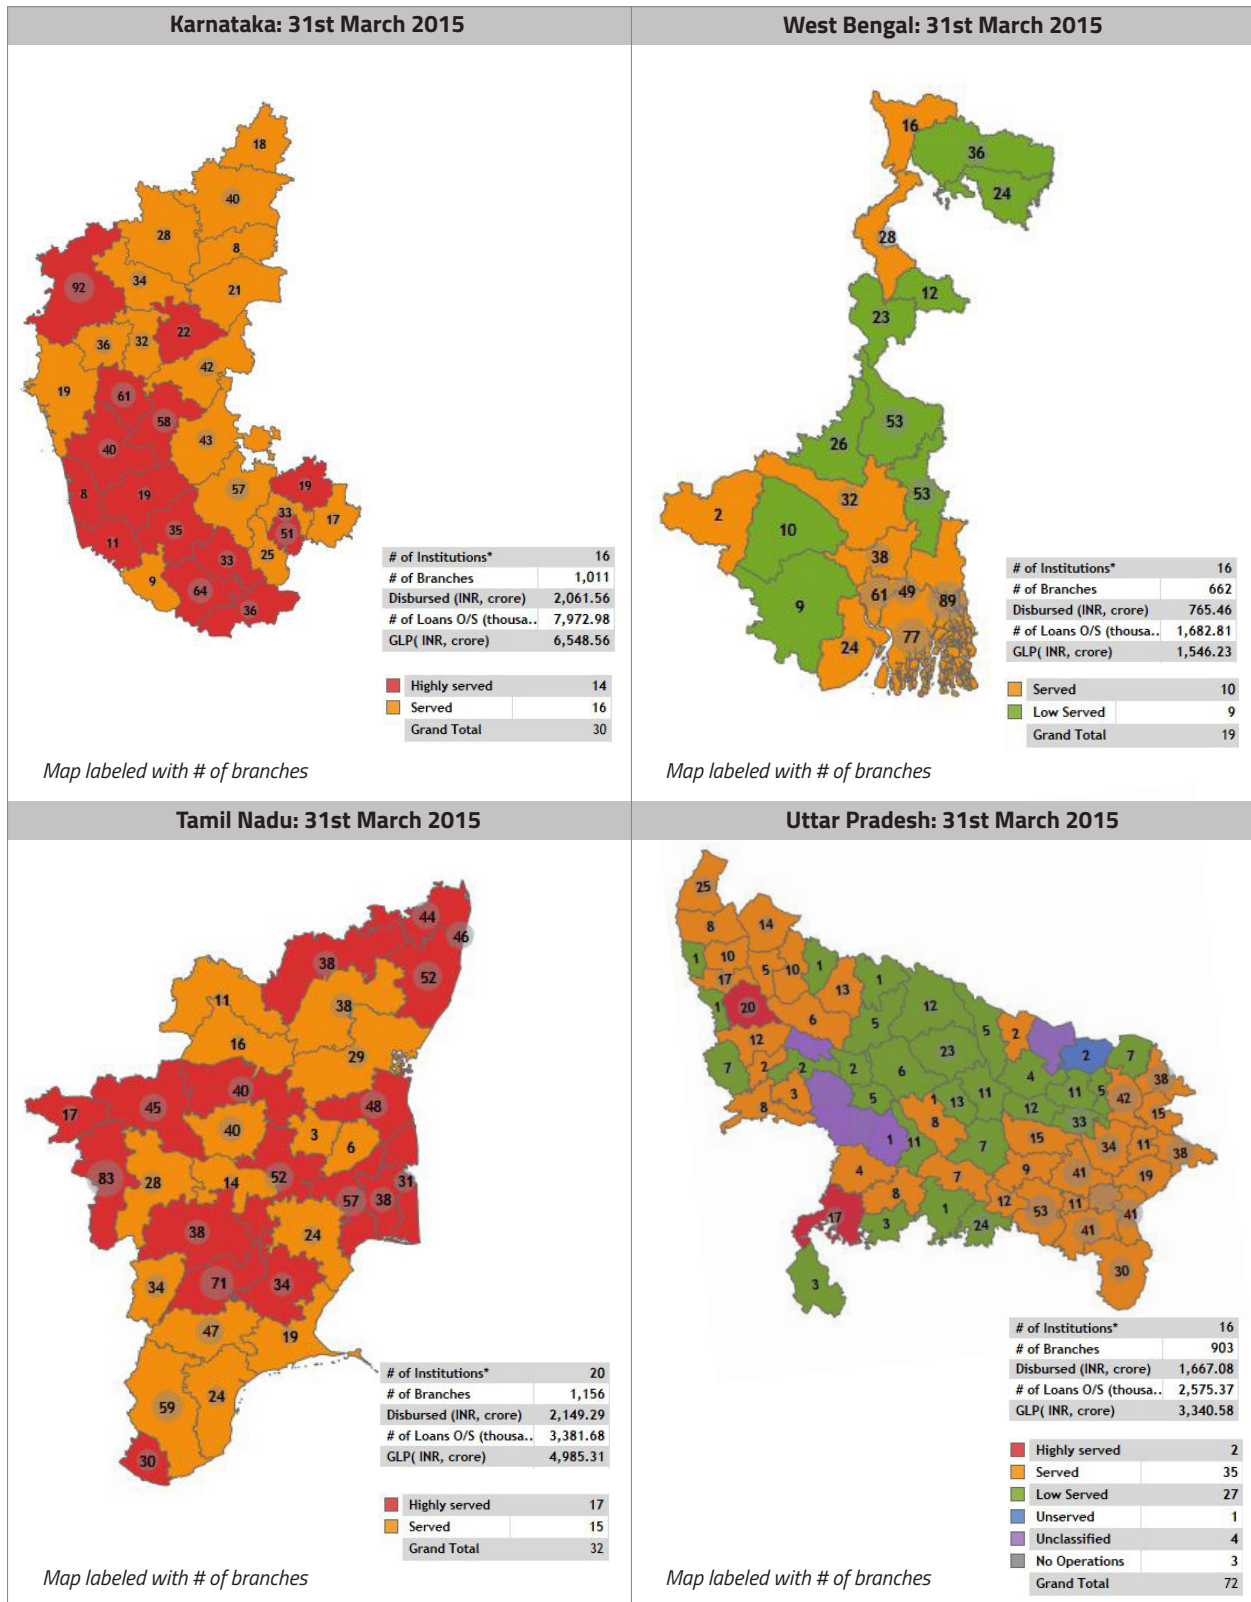 Karnataka: 31st March 2015
18
40
28
8
92
34
21
22
36
32
42
19
61
58
43
40
57
19
8
19
33
17
35
51
11
33
25
9
64
36
# of Institutions* 16
# of Branches 1,011
Disbursed (INR, crore) 2,061.56
# of Loans O/S (thousa.. 7,972.98
GLP( INR, crore) 6,548.56
Highly served 14
Served 16
Grand Total 30
Map labeled with # of branches
West Bengal: 31st March 2015
16
36
24
28
12
23
53
26
53
32
2
10
38
61 49 89
9
77
24
# of Institutions* 16
# of Branches 662
Disbursed (INR, crore) 765.46
# of Loans O/S (thousa.. 1,682.81
GLP( INR, crore) 1,546.23
Served 10
Low Served 9
Grand Total 19
Map labeled with # of branches
Tamil Nadu: 31st March 2015
44
46
38
52
11
38
16
29
40
17 45 48
40 3 6
83 28 14 52 31
57 38
38 24
34 71 34
47 19
59 24
30
# of Institutions* 20
# of Branches 1,156
Disbursed (INR, crore) 2,149.29
# of Loans O/S (thousa.. 3,381.68
GLP( INR, crore) 4,985.31
Highly served 17
Served 15
Grand Total 32
Map labeled with # of branches
Uttar Pradesh: 31st March 2015
25
8 14
1 10 5 10 1 1
17 13
1 20 6 5 12 5 2
12 23 2 7
7 2 2 2 6 4 11 5 38
8 3 5 1 13 11 12 42 15
1 11 8 7 15 33 34 11 38
4 7 9 41 19
8 12 53 11 41
17 3 1 24 41
3 30
# of Institutions* 16
# of Branches 903
Disbursed (INR, crore) 1,667.08
# of Loans O/S (thousa.. 2,575.37
GLP( INR, crore) 3,340.58
Highly served 2
Served 35
Low Served 27
Unserved 1
Unclassified 4
No Operations 3
Grand Total 72
Map labeled with # of branches